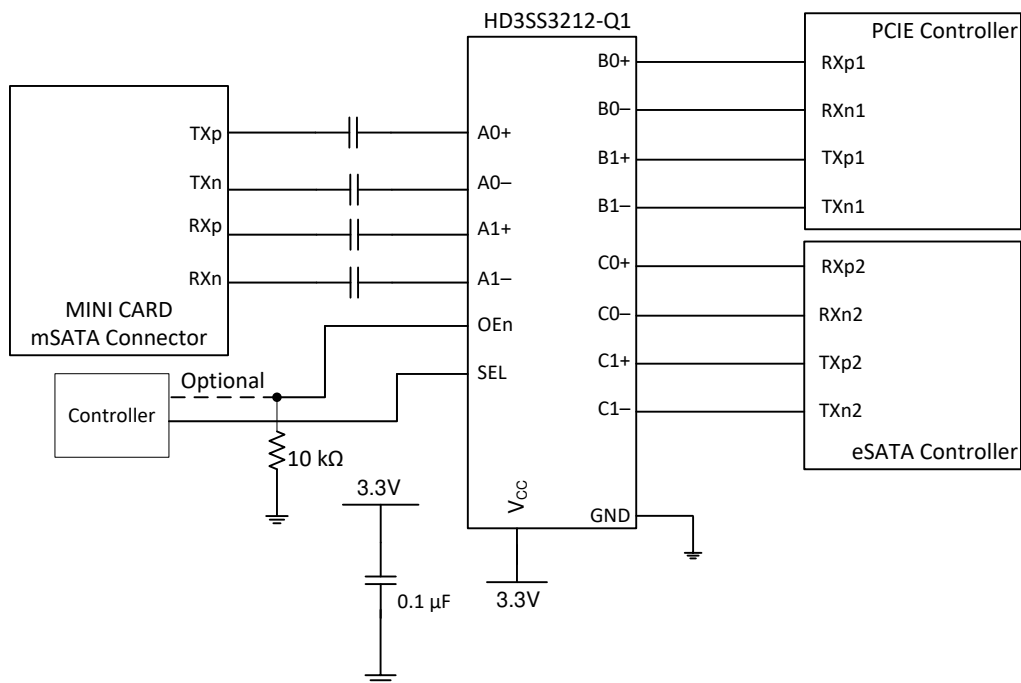 HD3SS3212-Q1
PCIE Controller
B0+
RXp1
B0–
RXn1
B1+
TXp1
B1–
TXn1
TXp
A0+
TXn
A0–
RXp
A1+
RXn
A1–
MINI CARD
mSATA Connector
C0+
RXp2
C0–
RXn2
C1+
TXp2
C1–
TXn2
eSATA Controller
OEn
SEL
Optional
Controller
10 kΩ
3.3V
0.1 µF
VCC
GND
3.3V